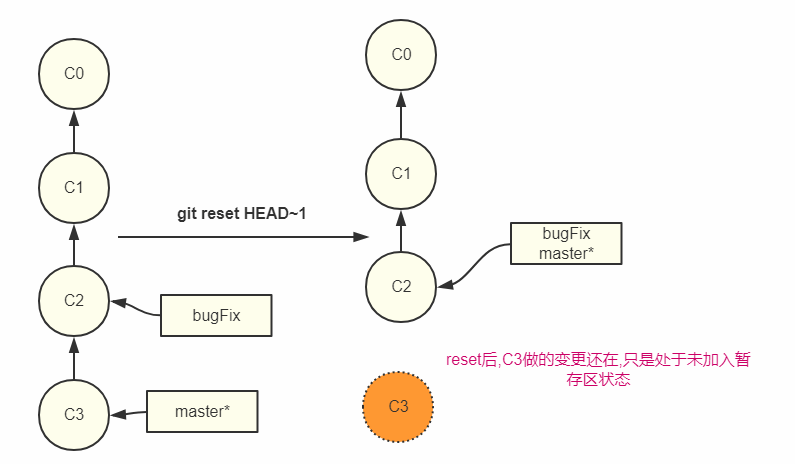 C0
C1
C2
bugFix
C3
master*
git reset HEAD~1
C0
C1
C2
bugFix
master*
reset后,C3做的变更还在,只是处于未加入暂
存区状态
C3